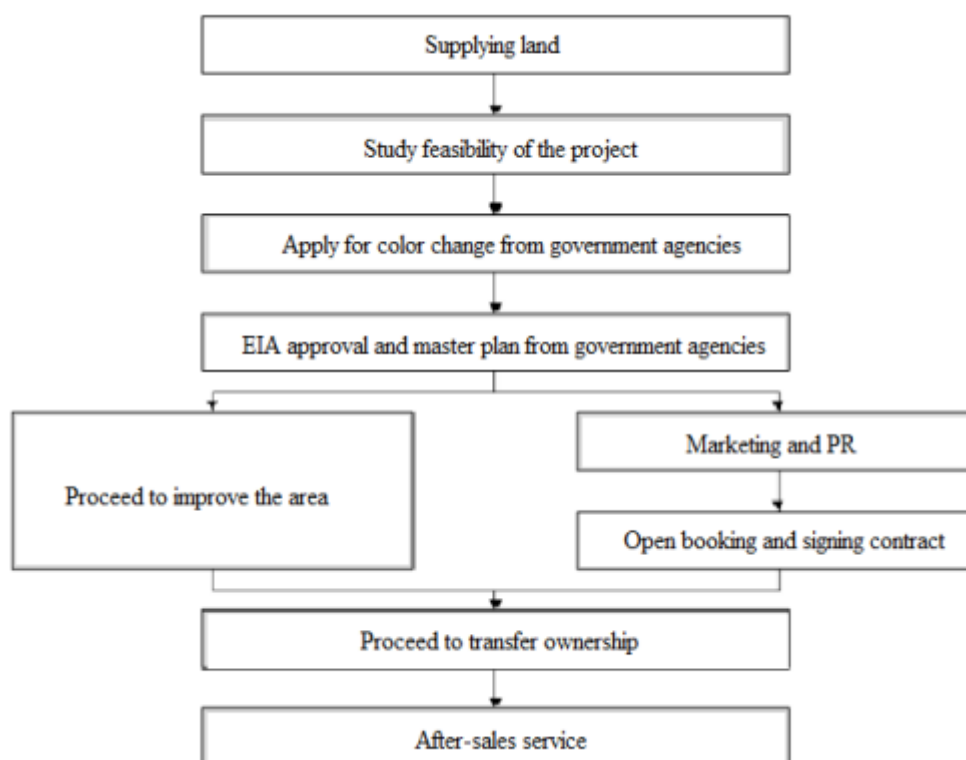 Supplying land
Study feasibility of the project
Apply for color change from government agencies
EIA approval and master plan from government agencies
Proceed to improve the area
Marketing and PR
Open booking and signing contract
Proceed to transfer ownership
After-sales service